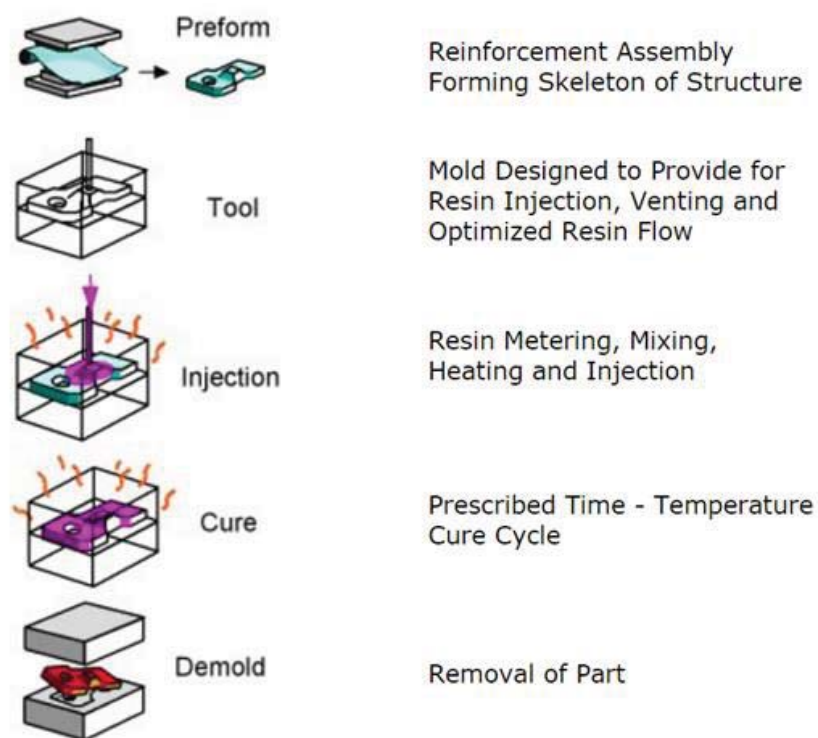 Preform
Reinforcement Assembly
Forming Skeleton of Structure
Tool
Mold Designed to Provide for
Resin Injection, Venting and
Optimized Resin Flow
Injection
Resin Metering, Mixing,
Heating and Injection
Cure
Prescribed Time - Temperature
Cure Cycle
Demold
Removal of Part